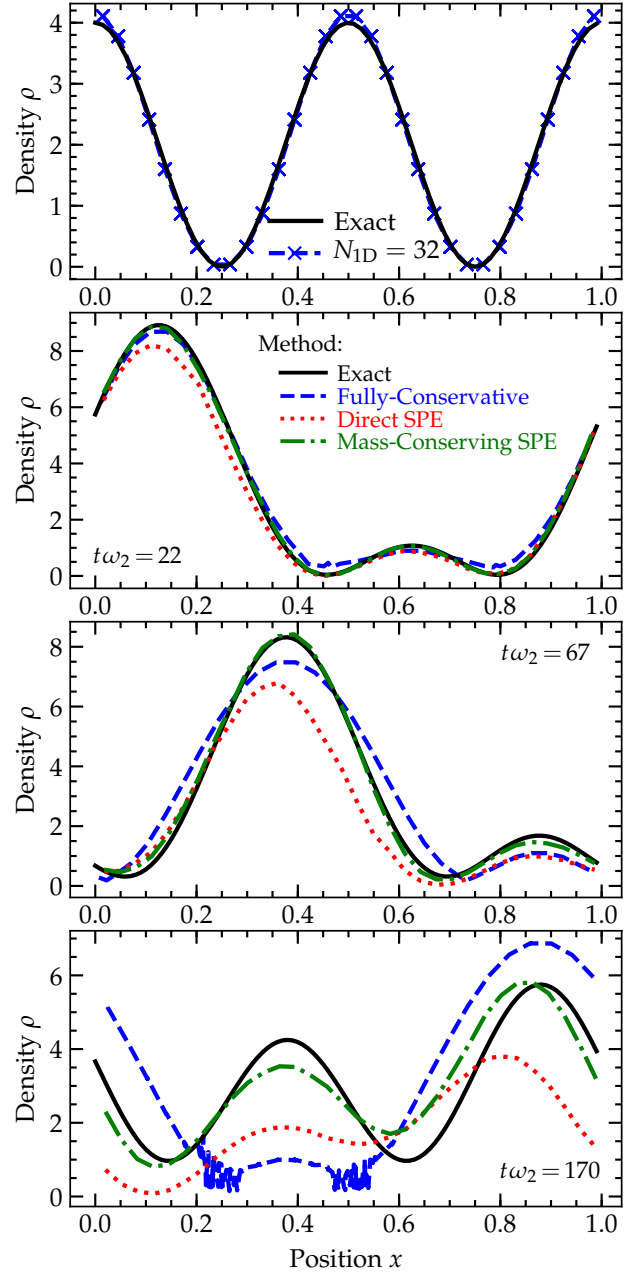 4
3
2
1
0
Density ρ
Exact
N1D = 32
0.0 0.2 0.4 0.6 0.8 1.0
8
6
4
2
0
Density ρ
Method:
Exact
Fully-Conservative
Direct SPE
Mass-Conserving SPE
tω2 = 22
0.0 0.2 0.4 0.6 0.8 1.0
8
6
4
2
0
Density ρ
tω2 = 67
0.0 0.2 0.4 0.6 0.8 1.0
6
4
2
0
Density ρ
tω2 = 170
0.0 0.2 0.4 0.6 0.8 1.0
Position x